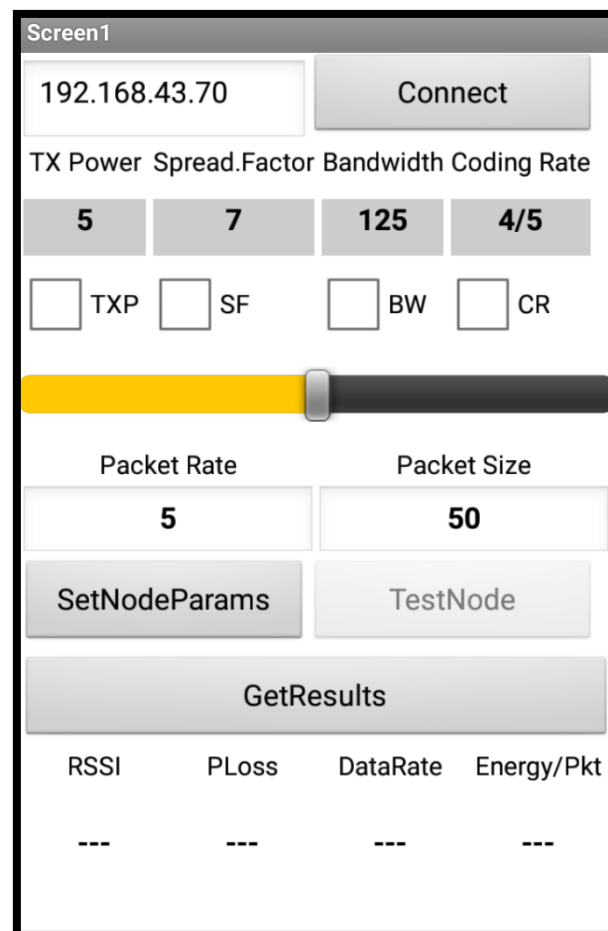 Screen1
192.168.43.70 Connect
TX Power Spread.Factor Bandwidth Coding Rate
5 7 125 4/5
TXP SF BW CR
Packet Rate Packet Size
5 50
SetNodeParams TestNode
GetResults
RSSI PLoss DataRate Energy/Pkt
--- --- --- ---